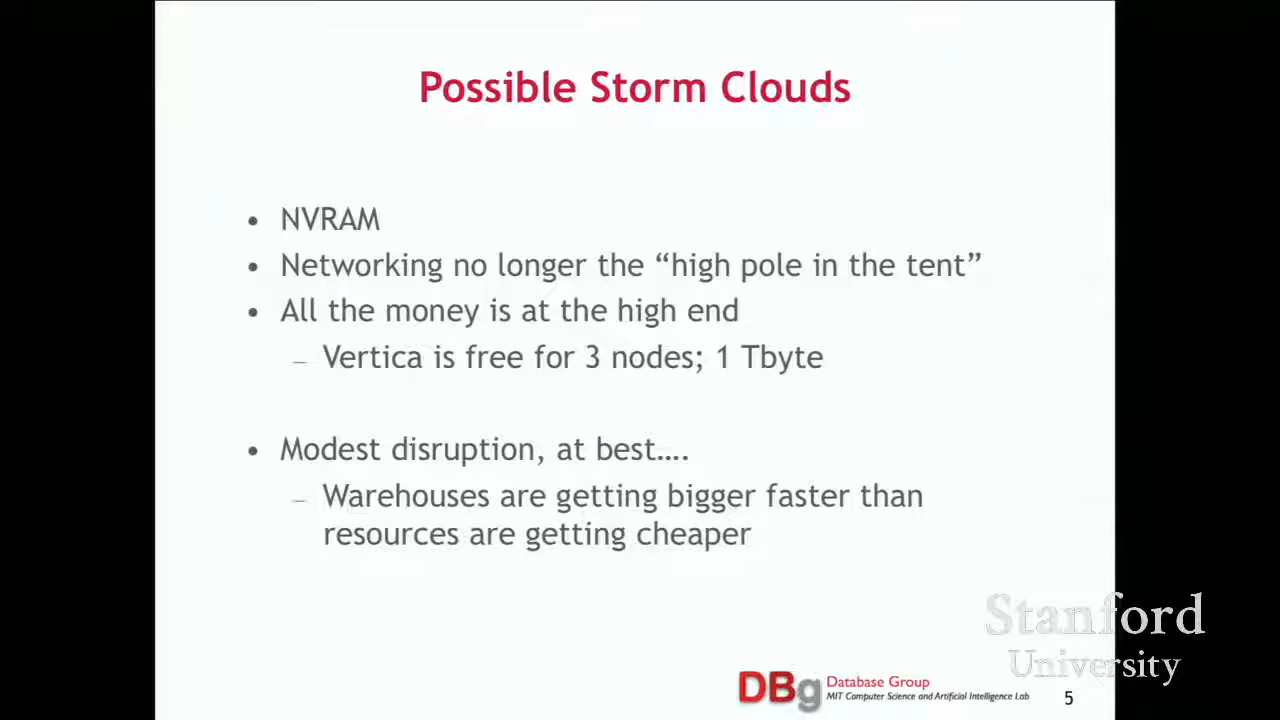 Possible Storm Clouds
• NVRAM
• Networking no longer the “high pole in the tent”
• All the money is at the high end
– Vertica is free for 3 nodes; 1 Tbyte
• Modest disruption, at best….
– Warehouses are getting bigger faster than
resources are getting cheaper
Stanford
University
DBg Database Group
MIT Computer Science and Artificial Intelligence Lab
5